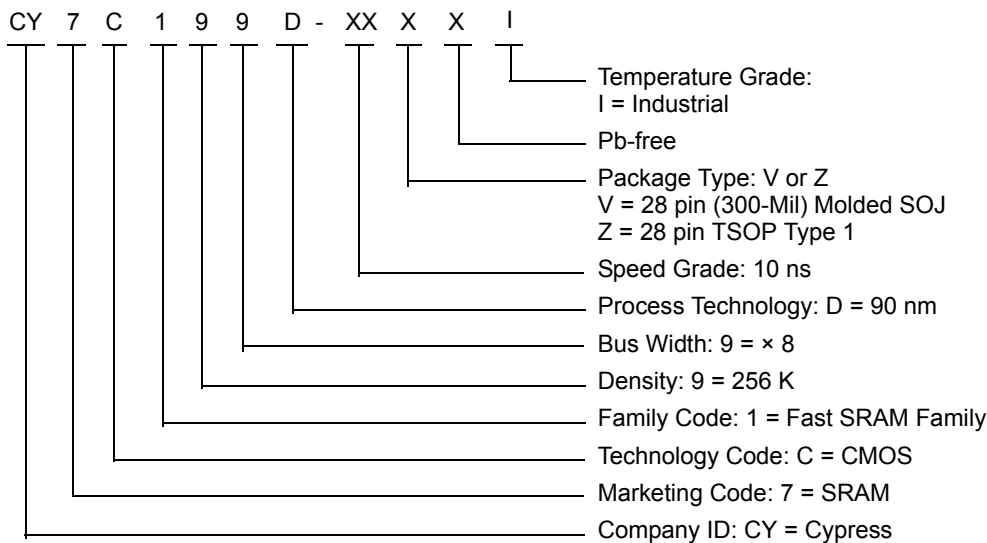 CY 7 C 1 9 9 D - XX X X I
Temperature Grade:
I = Industrial
Pb-free
Package Type: V or Z
V = 28 pin (300-Mil) Molded SOJ
Z = 28 pin TSOP Type 1
Speed Grade: 10 ns
Process Technology: D = 90 nm
Bus Width: 9 = × 8
Density: 9 = 256 K
Family Code: 1 = Fast SRAM Family
Technology Code: C = CMOS
Marketing Code: 7 = SRAM
Company ID: CY = Cypress